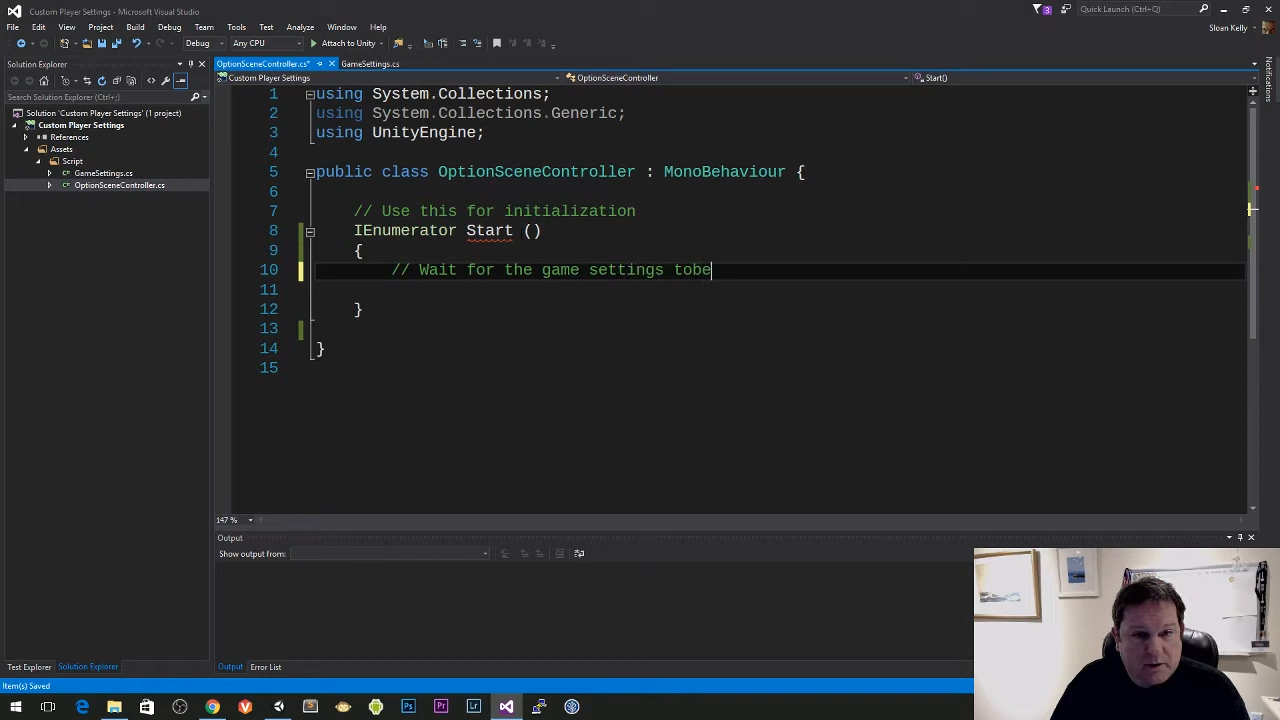 Custom Player Settings - Microsoft Visual Studio
3
Quick Launch (Ctrl+Q)
File Edit View Project Build Debug Team Tools Test Analyze Window Help
Sloan Kelly
Debug Any CPU Attach to Unity
Solution Explorer
OptionSceneController.cs* GameSettings.cs
Custom Player Settings OptionSceneController Start()
Search Solution Explorer (Ctrl+;)
Solution 'Custom Player Settings' (1 project)
Custom Player Settings
References
Assets
Script
GameSettings.cs
OptionSceneController.cs
1 using System.Collections;
2 using System.Collections.Generic;
3 using UnityEngine;
4
5 public class OptionSceneController : MonoBehaviour {
6
7 // Use this for initialization
8 IEnumerator Start ()
9 {
10 // Wait for the game settings tobe
11
12 }
13
14 }
15
147 %
Output
Show output from:
Test Explorer Solution Explorer
Output Error List
Item(s) Saved
Notifications
Ps Pr Lr